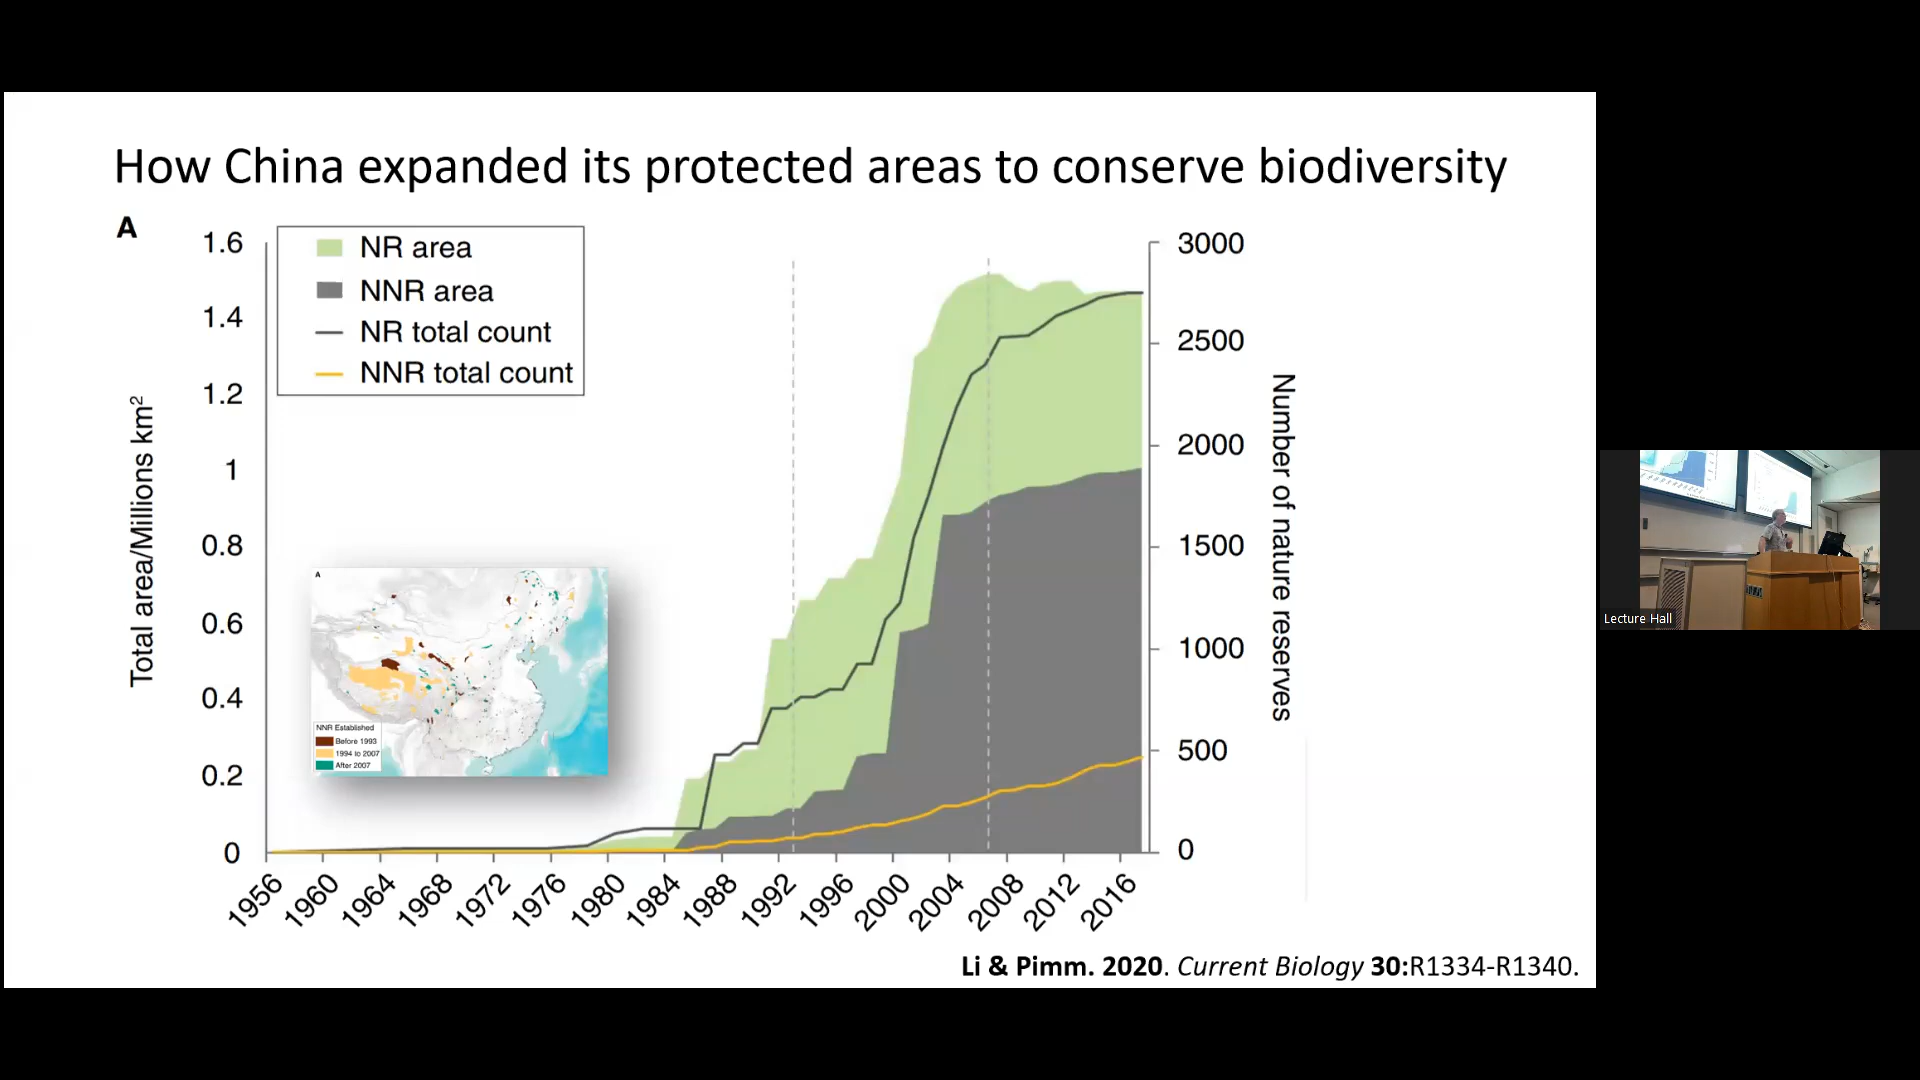 How China expanded its protected areas to conserve biodiversity
A
NR area
NNR area
NR total count
NNR total count
Total area/Millions km²
1.6
1.4
1.2
1
0.8
0.6
0.4
0.2
0
3000
2500
2000
1500
1000
500
0
Number of nature reserves
A
NNR Established
Before 1993
1994 to 2007
After 2007
1956
1960
1964
1968
1972
1976
1980
1984
1988
1992
1996
2000
2004
2008
2012
2016
Li & Pimm. 2020. Current Biology 30:R1334-R1340.
Lecture Hall